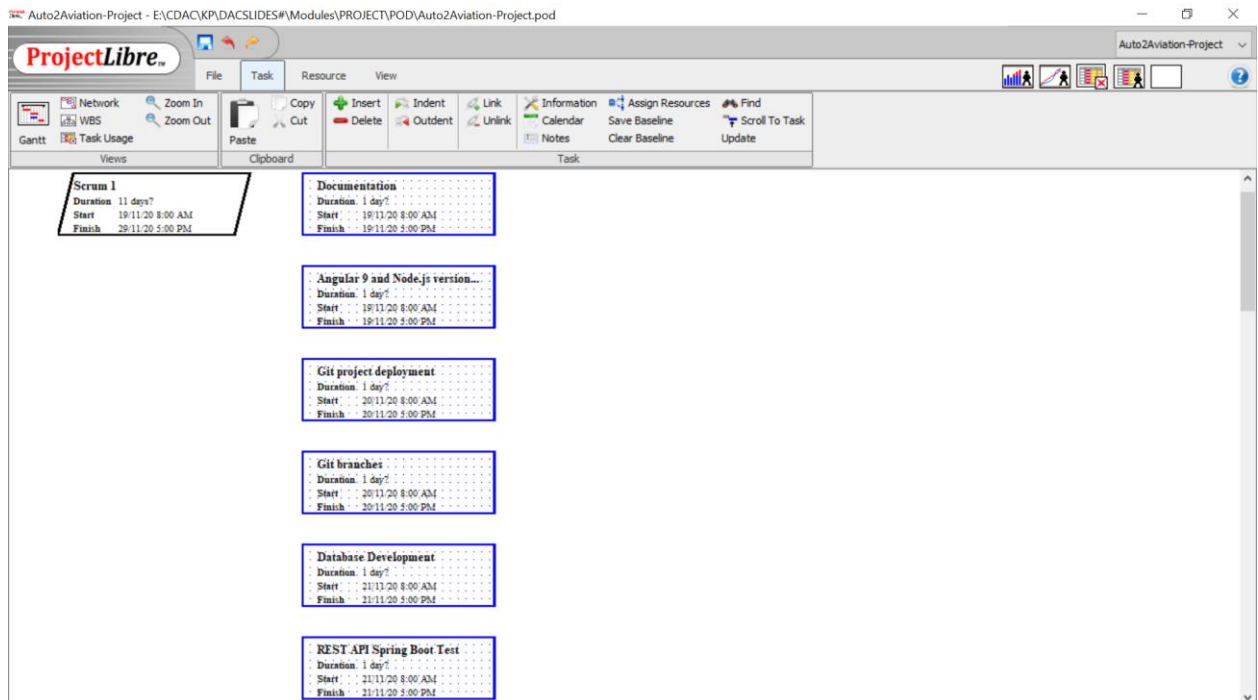 Auto2Aviation-Project - E:\CDAC\KP\DACSLIDES#\Modules\PROJECT\POD\Auto2Aviation-Project.pod
ProjectLibre™
Auto2Aviation-Project
File Task Resource View
Network Zoom In Copy Insert Indent Link Information Assign Resources Find
WBS Zoom Out Cut Delete Outdent Unlink Calendar Save Baseline Scroll To Task
Gantt Task Usage Paste Notes Clear Baseline Update
Views Clipboard Task
Scrum 1
Duration 11 days?
Start 19/11/20 8:00 AM
Finish 29/11/20 5:00 PM
Documentation
Duration 1 day?
Start 19/11/20 8:00 AM
Finish 19/11/20 5:00 PM
Angular 9 and Node.js version...
Duration 1 day?
Start 19/11/20 8:00 AM
Finish 19/11/20 5:00 PM
Git project deployment
Duration 1 day?
Start 20/11/20 8:00 AM
Finish 20/11/20 5:00 PM
Git branches
Duration 1 day?
Start 20/11/20 8:00 AM
Finish 20/11/20 5:00 PM
Database Development
Duration 1 day?
Start 21/11/20 8:00 AM
Finish 21/11/20 5:00 PM
REST API Spring Boot Test
Duration 1 day?
Start 21/11/20 8:00 AM
Finish 21/11/20 5:00 PM